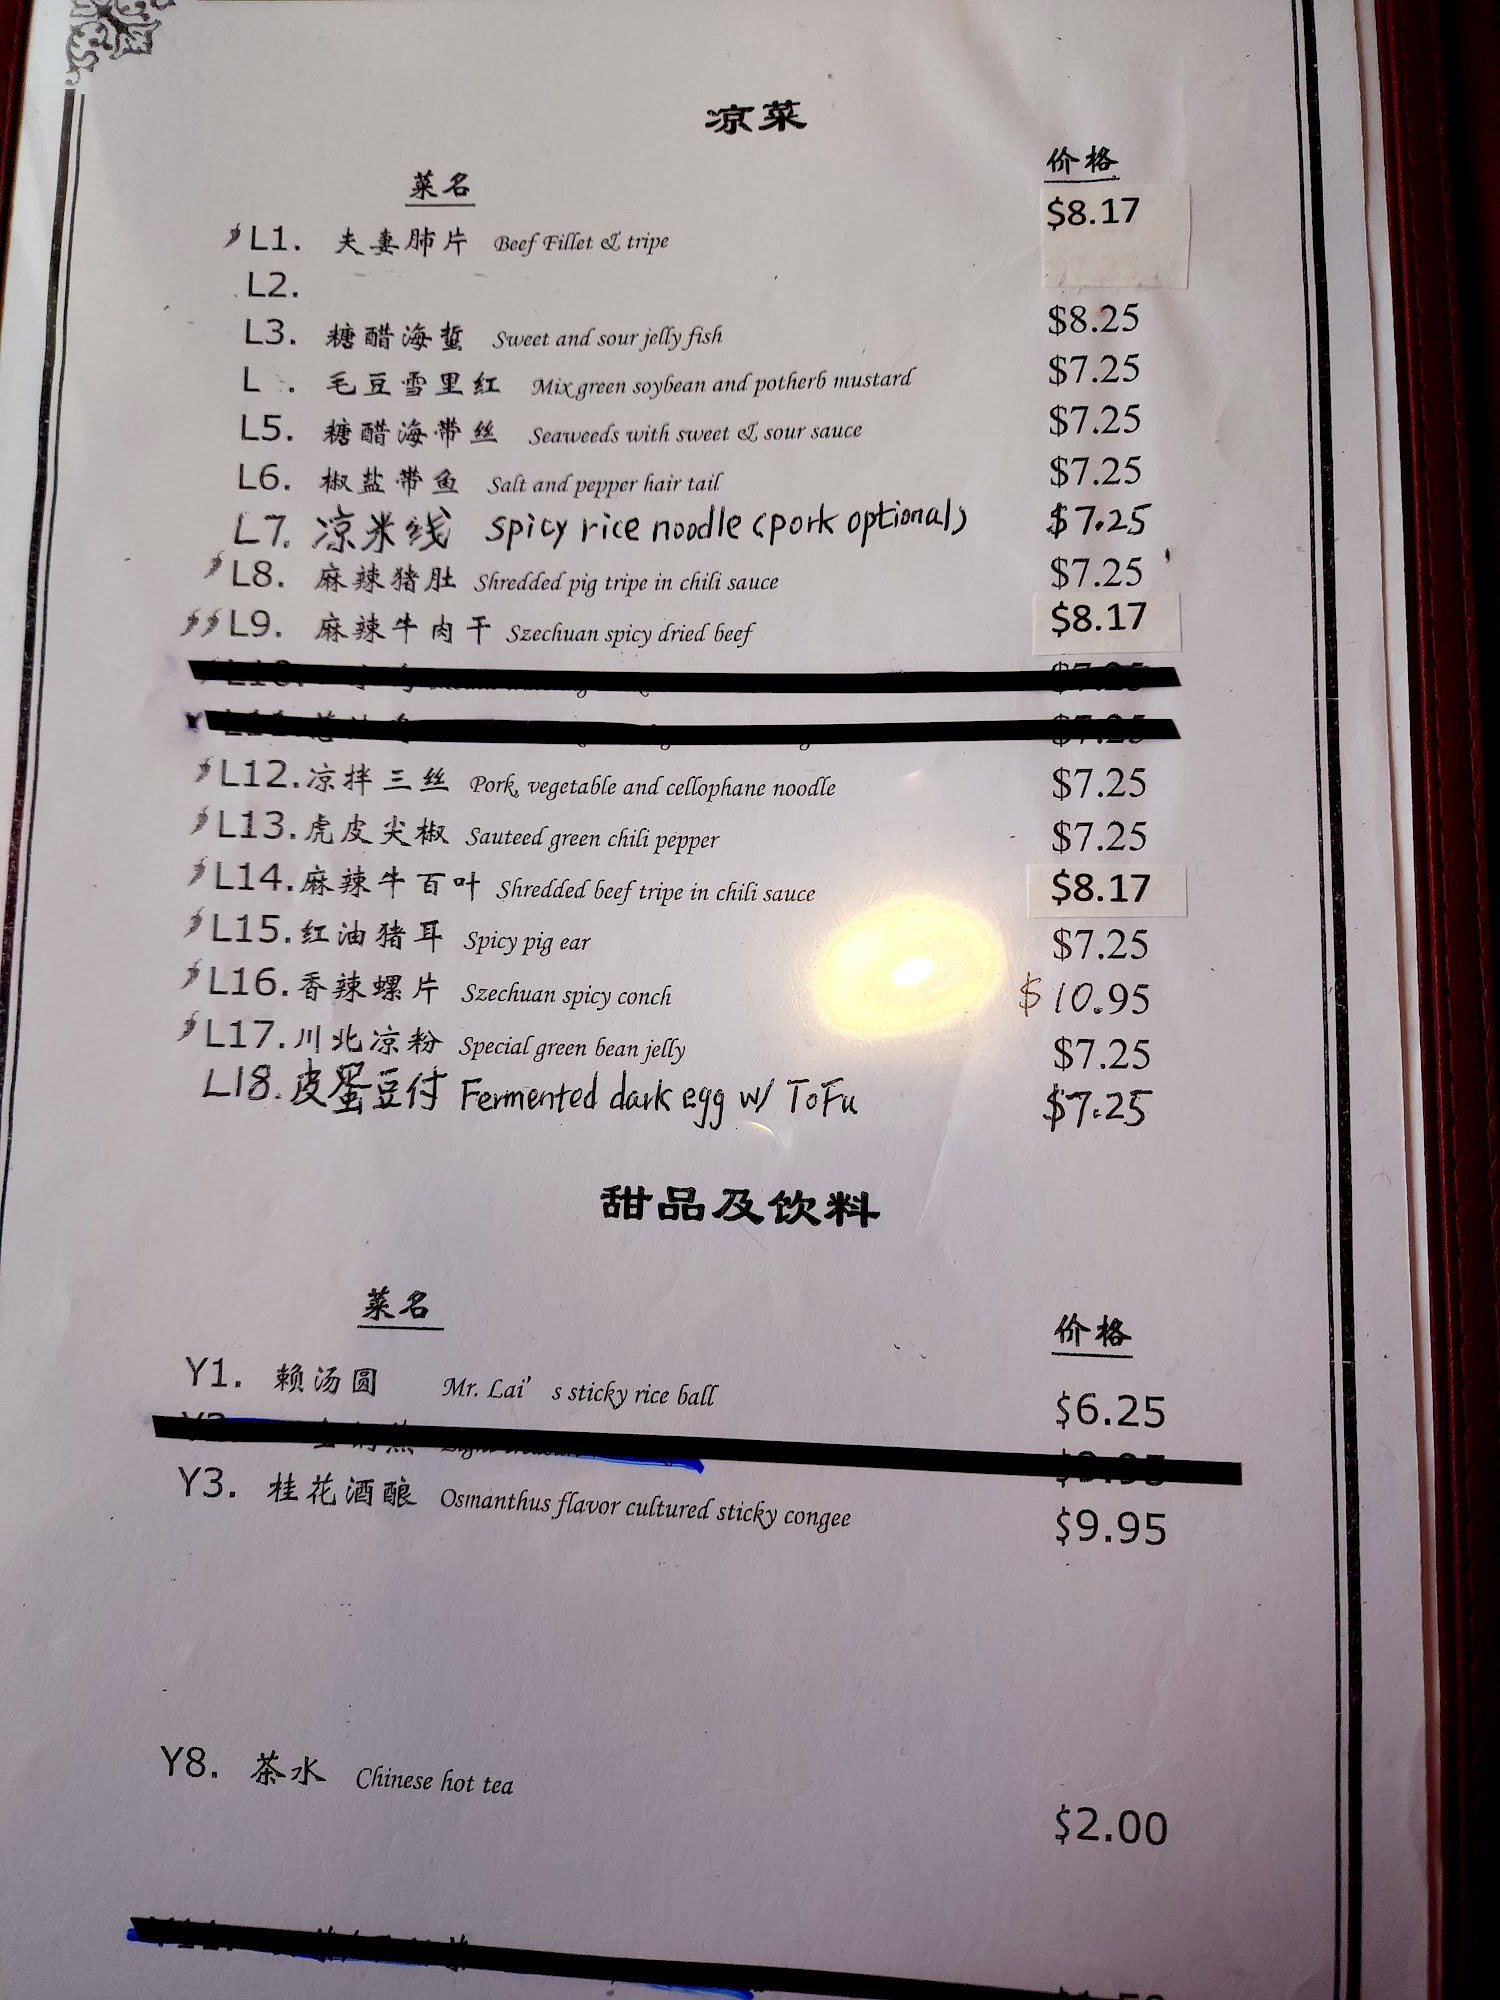 凉菜
菜名 价格
L1. 夫妻肺片 Beef Fillet & tripe $8.17
L2.
L3. 糖醋海蜇 Sweet and sour jelly fish $8.25
L . 毛豆雪里红 Mix green soybean and potherb mustard $7.25
L5. 糖醋海带丝 Seaweeds with sweet & sour sauce $7.25
L6. 椒盐带鱼 Salt and pepper hair tail $7.25
L7. 凉米线 spicy rice noodle (pork optional) $7.25
L8. 麻辣猪肚 Shredded pig tripe in chili sauce $7.25
L9. 麻辣牛肉干 Szechuan spicy dried beef $8.17
$7.25
$7.25
L12. 凉拌三丝 Pork, vegetable and cellophane noodle $7.25
L13. 虎皮尖椒 Sauteed green chili pepper $7.25
L14. 麻辣牛百叶 Shredded beef tripe in chili sauce $8.17
L15. 红油猪耳 Spicy pig ear $7.25
L16. 香辣螺片 Szechuan spicy conch $10.95
L17. 川北凉粉 Special green bean jelly $7.25
L18. 皮蛋豆付 Fermented dark egg w/ ToFu $7.25
甜品及饮料
菜名 价格
Y1. 赖汤圆 Mr. Lai's sticky rice ball $6.25
Y3. 桂花酒酿 Osmanthus flavor cultured sticky congee $9.95
Y8. 茶水 Chinese hot tea $2.00